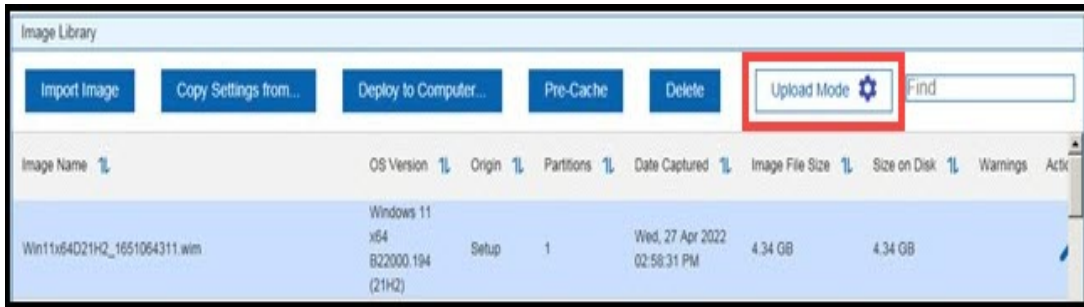 Image Library
Import Image Copy Settings from... Deploy to Computer... Pre-Cache Delete Upload Mode Find
Image Name OS Version Origin Partitions Date Captured Image File Size Size on Disk Warnings Actio
Windows 11
x64
Win11x64D21H2_1651064311.wim B22000.194 Setup 1 Wed, 27 Apr 2022 02:58:31 PM 4.34 GB 4.34 GB
(21H2)